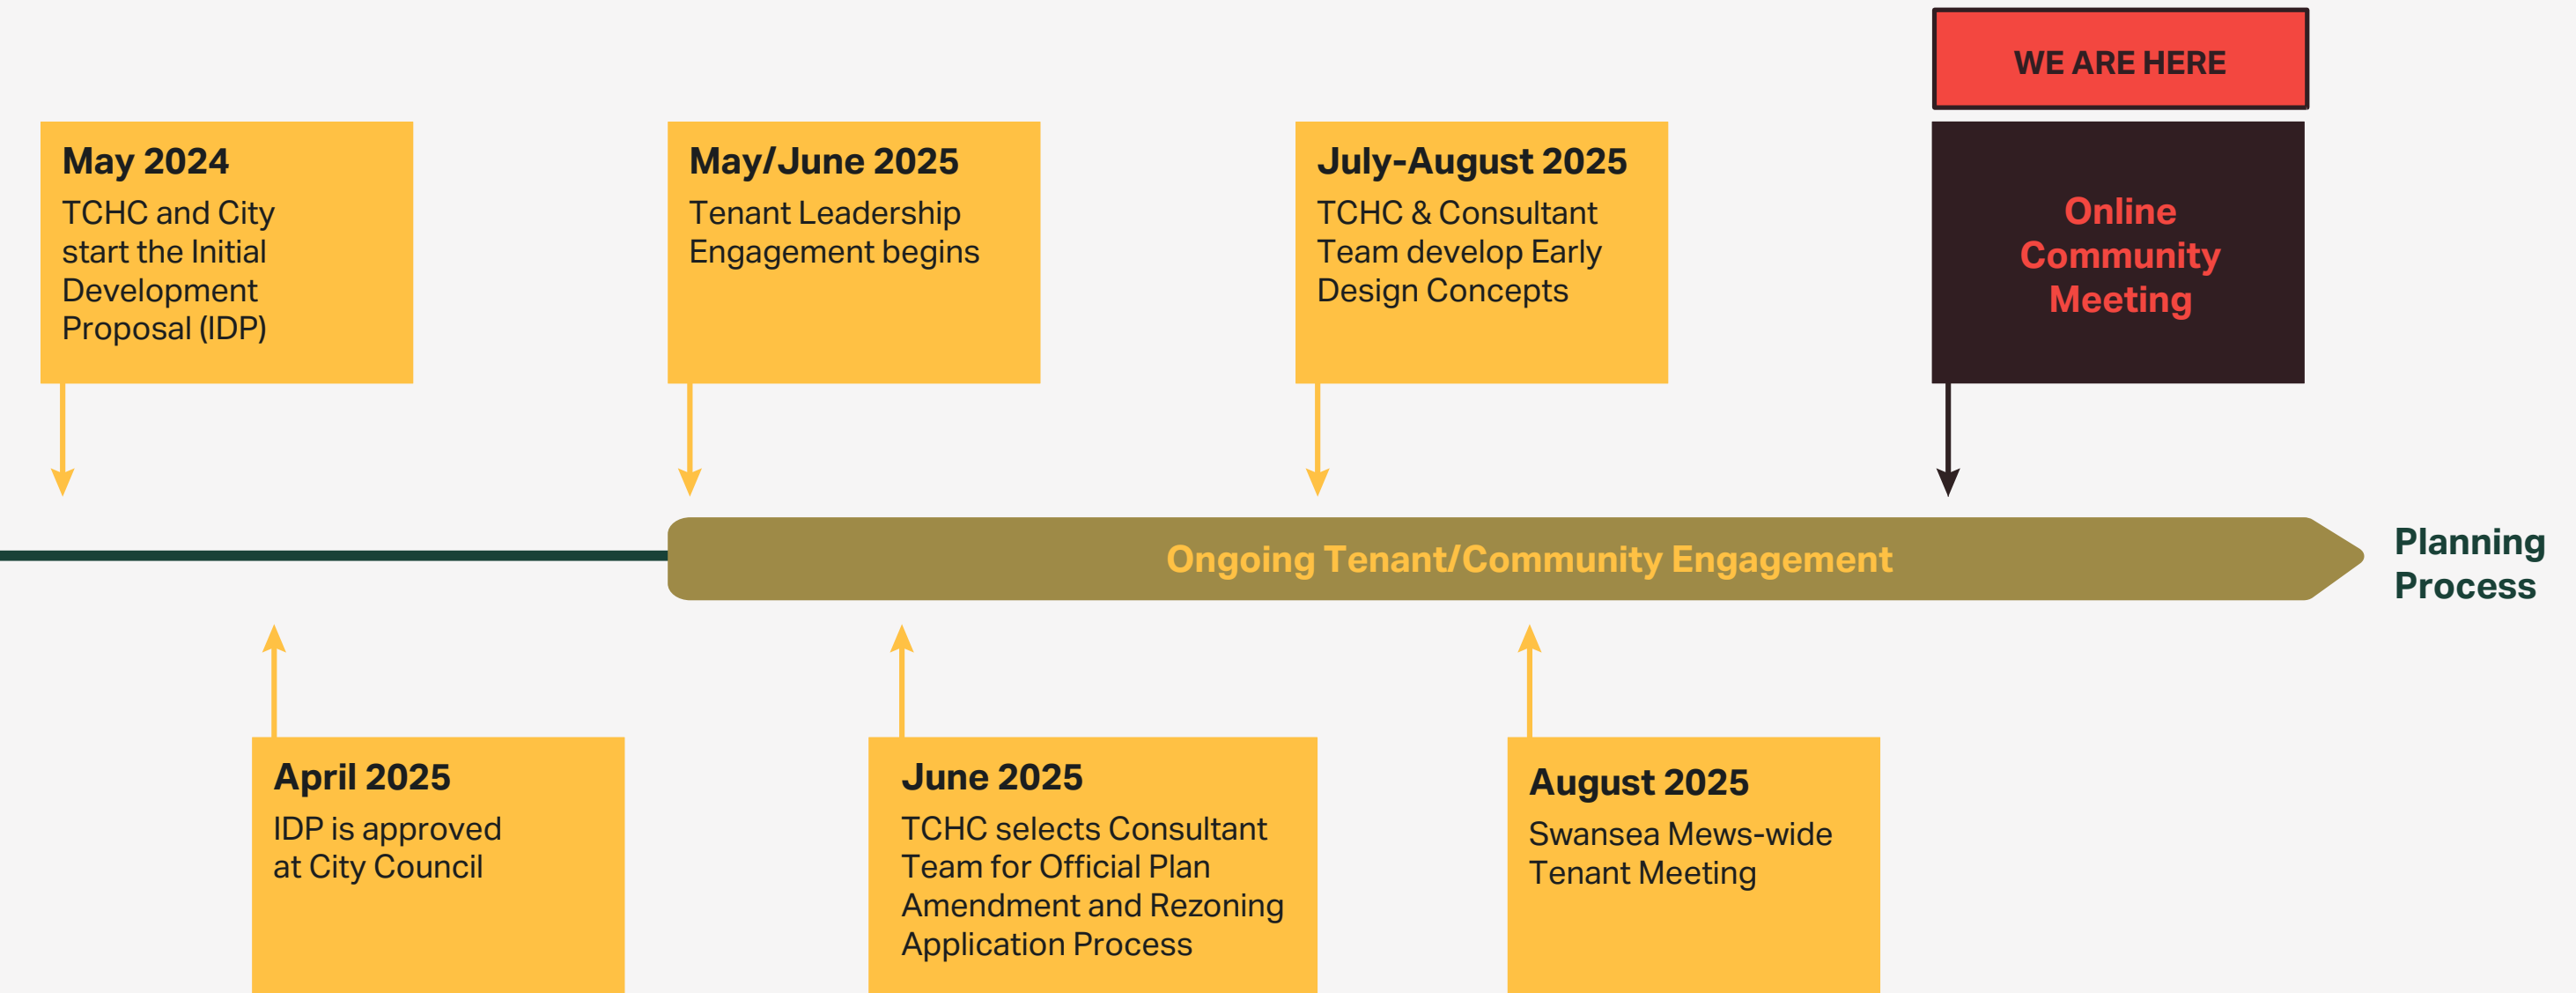 WE ARE HERE
May 2024
TCHC and City
start the Initial
Development
Proposal (IDP)
May/June 2025
Tenant Leadership
Engagement begins
July-August 2025
TCHC & Consultant
Team develop Early
Design Concepts
Online
Community
Meeting
Ongoing Tenant/Community Engagement
Planning
Process
April 2025
IDP is approved
at City Council
June 2025
TCHC selects Consultant
Team for Official Plan
Amendment and Rezoning
Application Process
August 2025
Swansea Mews-wide
Tenant Meeting